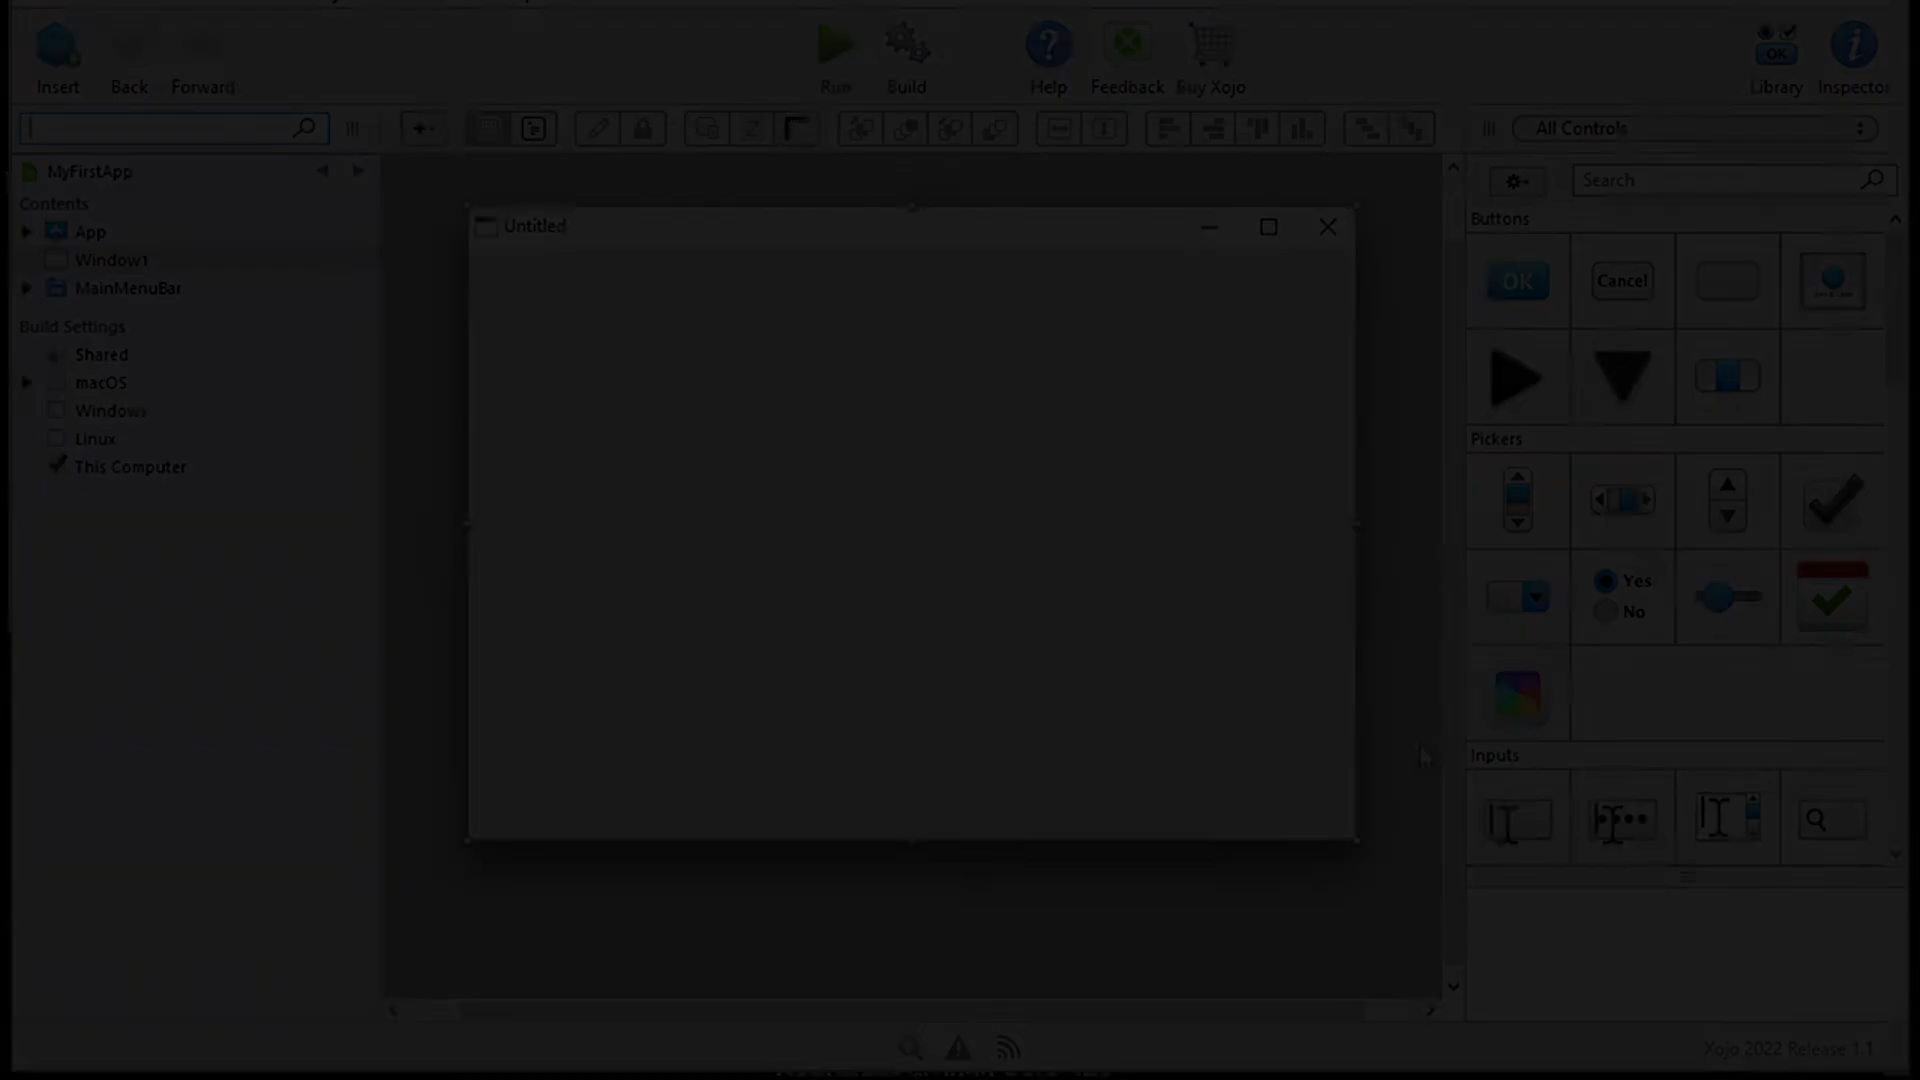 Insert
Back
Forward
Run
Build
Help
Feedback
Buy Xojo
Library
Inspector
All Controls
MyFirstApp
Contents
App
Window1
MainMenuBar
Build Settings
Shared
macOS
Windows
Linux
This Computer
Untitled
Search
Buttons
OK
Cancel
Pickers
Yes
No
Inputs
Xojo 2022 Release 1.1